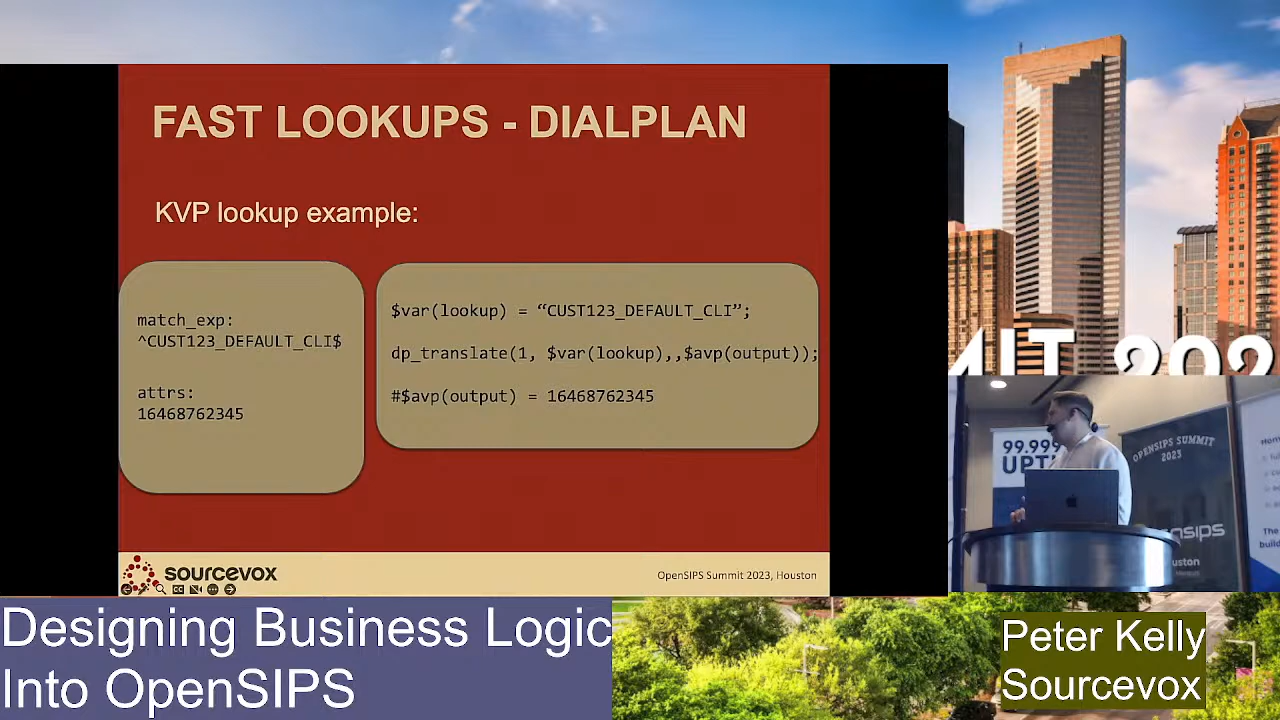 FAST LOOKUPS - DIALPLAN
KVP lookup example:
match_exp:
^CUST123_DEFAULT_CLI$
attrs:
16468762345
$var(lookup) = “CUST123_DEFAULT_CLI”;
dp_translate(1, $var(lookup),,$avp(output));
#$avp(output) = 16468762345
sourcevox
OpenSIPS Summit 2023, Houston
99.999
OPENSIPS SUMMIT
2023
Designing Business Logic
Into OpenSIPS
Peter Kelly
Sourcevox